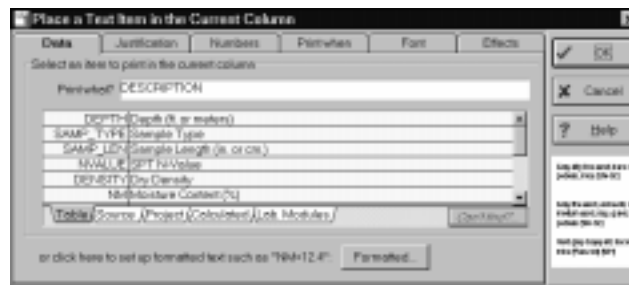 Place a Text Item in the Current Column
Data Justification Numbers Printwhen Font Effects
Select an item to print in the current column
Printwhat? DESCRIPTION
DEPTH Depth (ft. or meters)
SAMP_TYPE Sample Type
SAMP_LEN Sample Length (in. or cm.)
NVALUE SPT N-Value
DENSITY Dry Density
NM Moisture Content (%)
Table Source Project Calculated Lab. Modules
or click here to set up formatted text such as "NM=12.4": Formatted...
OK
Cancel
Help